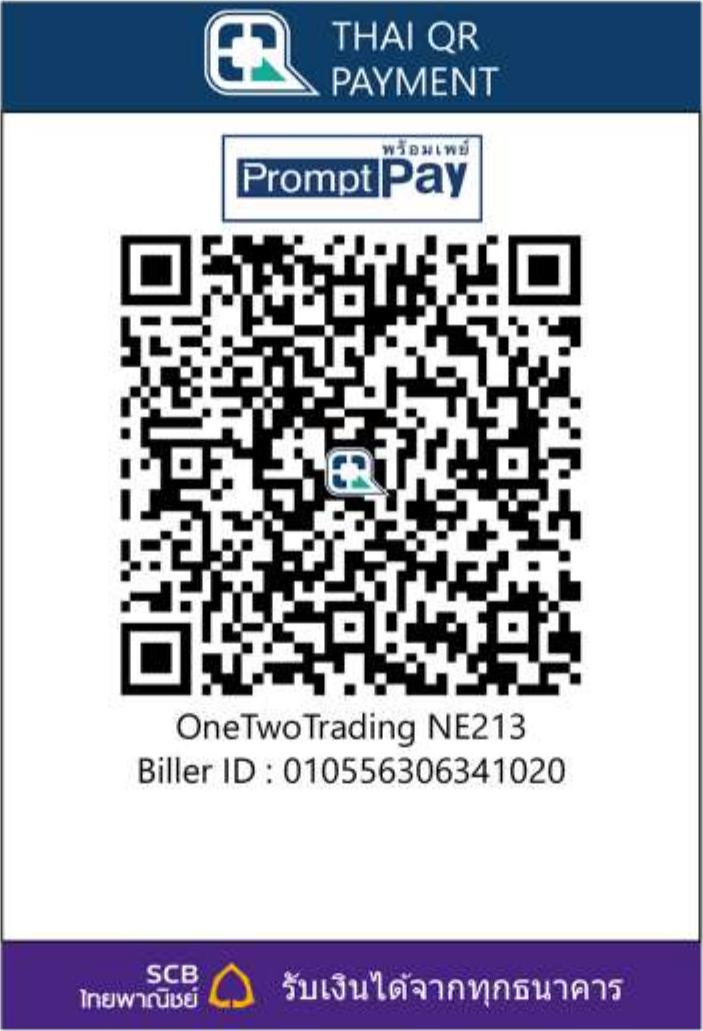 THAI QR
PAYMENT
พร้อมเพย์
Prompt Pay
OneTwoTrading NE213
Biller ID : 010556306341020
SCB
ไทยพาณิชย์
รับเงินได้จากทุกธนาคาร